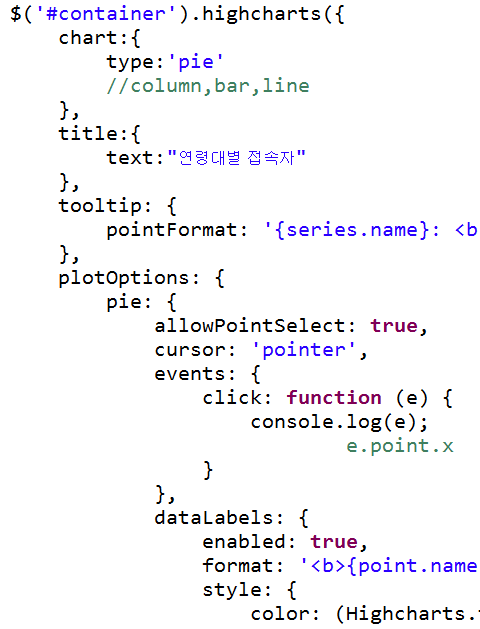 $('#container').highcharts({
    chart:{
        type:'pie'
        //column,bar,line
    },
    title:{
        text:"연령대별 접속자"
    },
    tooltip: {
        pointFormat: '{series.name}: <b
    },
    plotOptions: {
        pie: {
            allowPointSelect: true,
            cursor: 'pointer',
            events: {
                click: function (e) {
                    console.log(e);
                            e.point.x
                }
            },
            dataLabels: {
                enabled: true,
                format: '<b>{point.name
                style: {
                    color: (Highcharts.